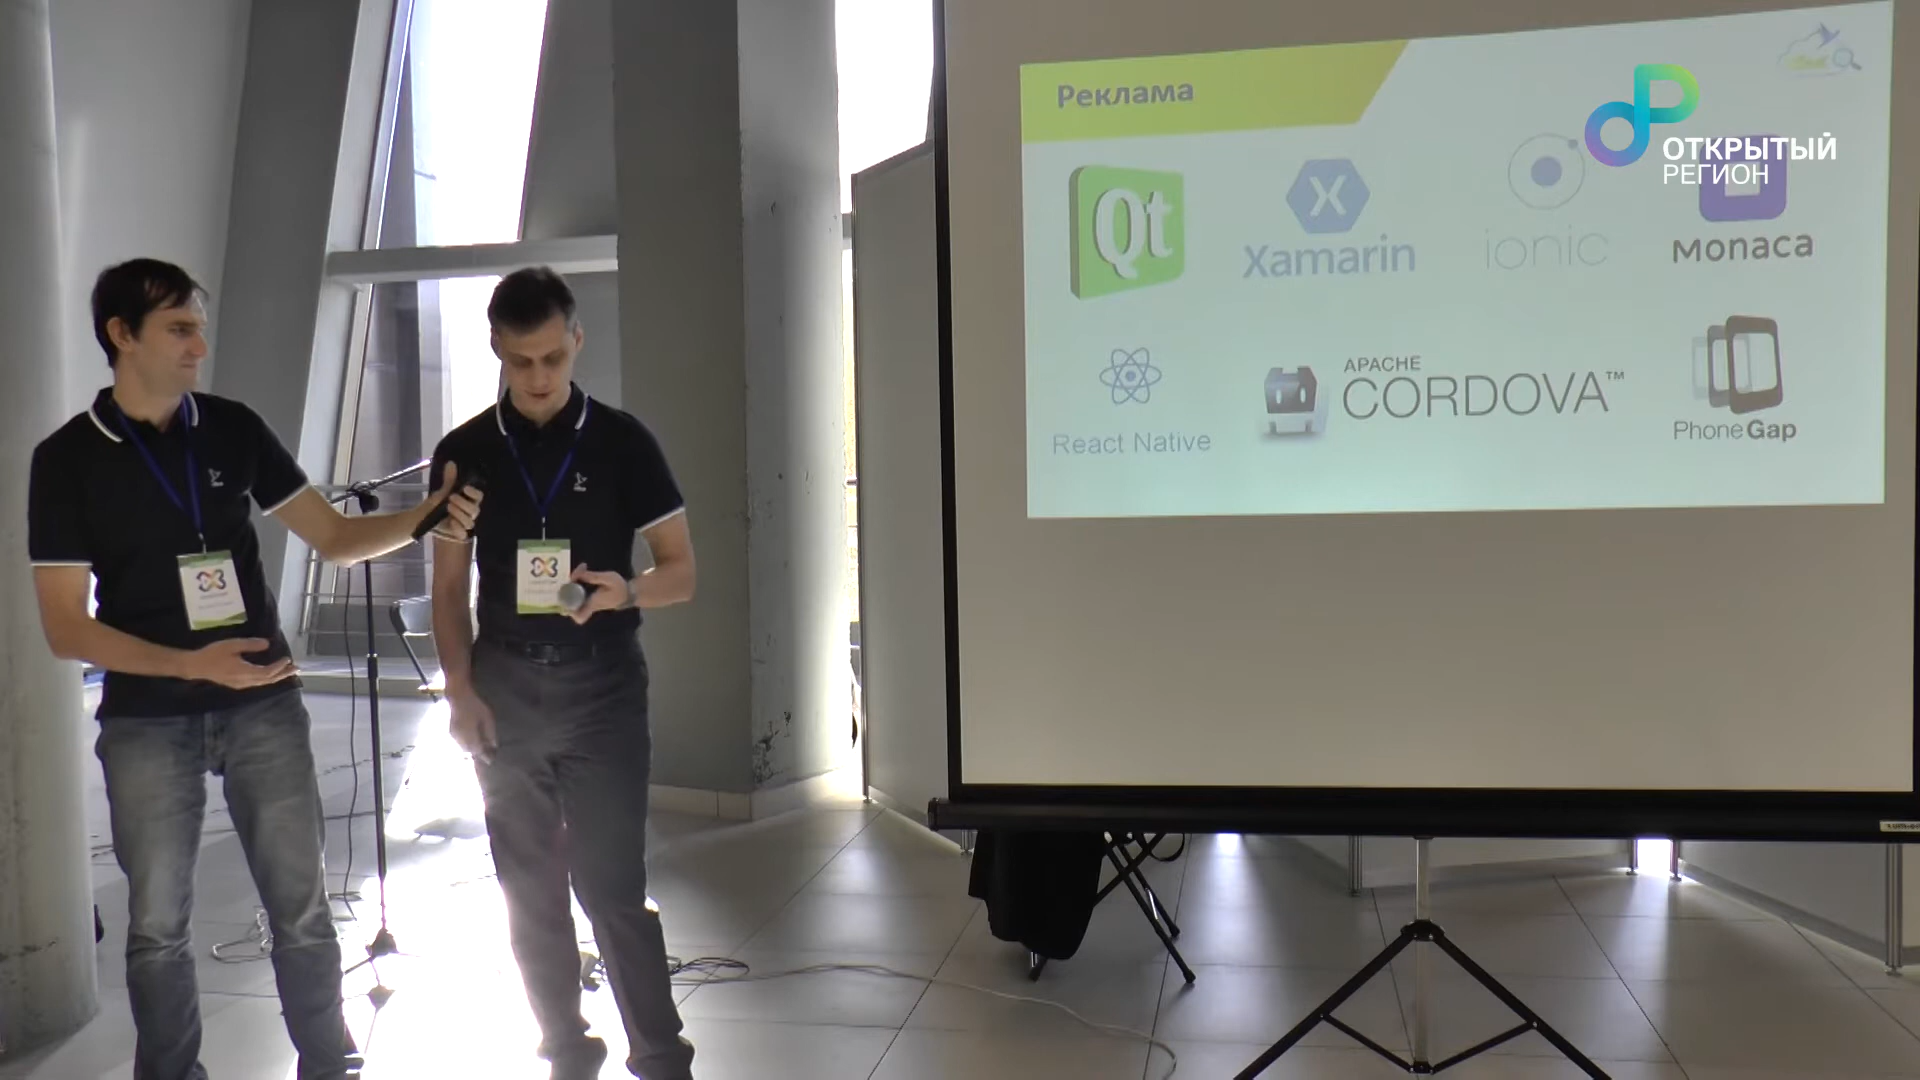 Реклама
ОТКРЫТЫЙ
РЕГИОН
Qt
Xamarin
ionic
Monaca
React Native
APACHE
CORDOVA™
PhoneGap